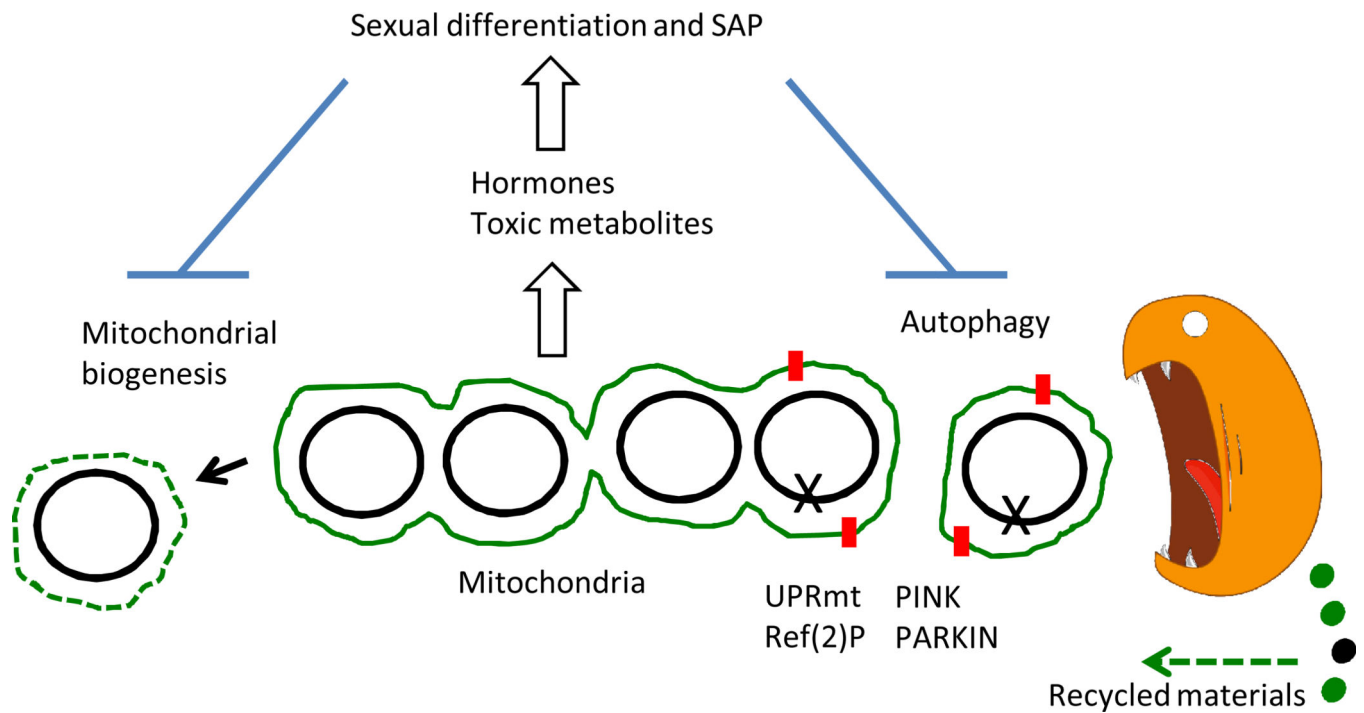 Sexual differentiation and SAP
Hormones
Toxic metabolites
Mitochondrial
biogenesis
Autophagy
X
X
Mitochondria
UPRmt PINK
Ref(2)P PARKIN
Recycled materials